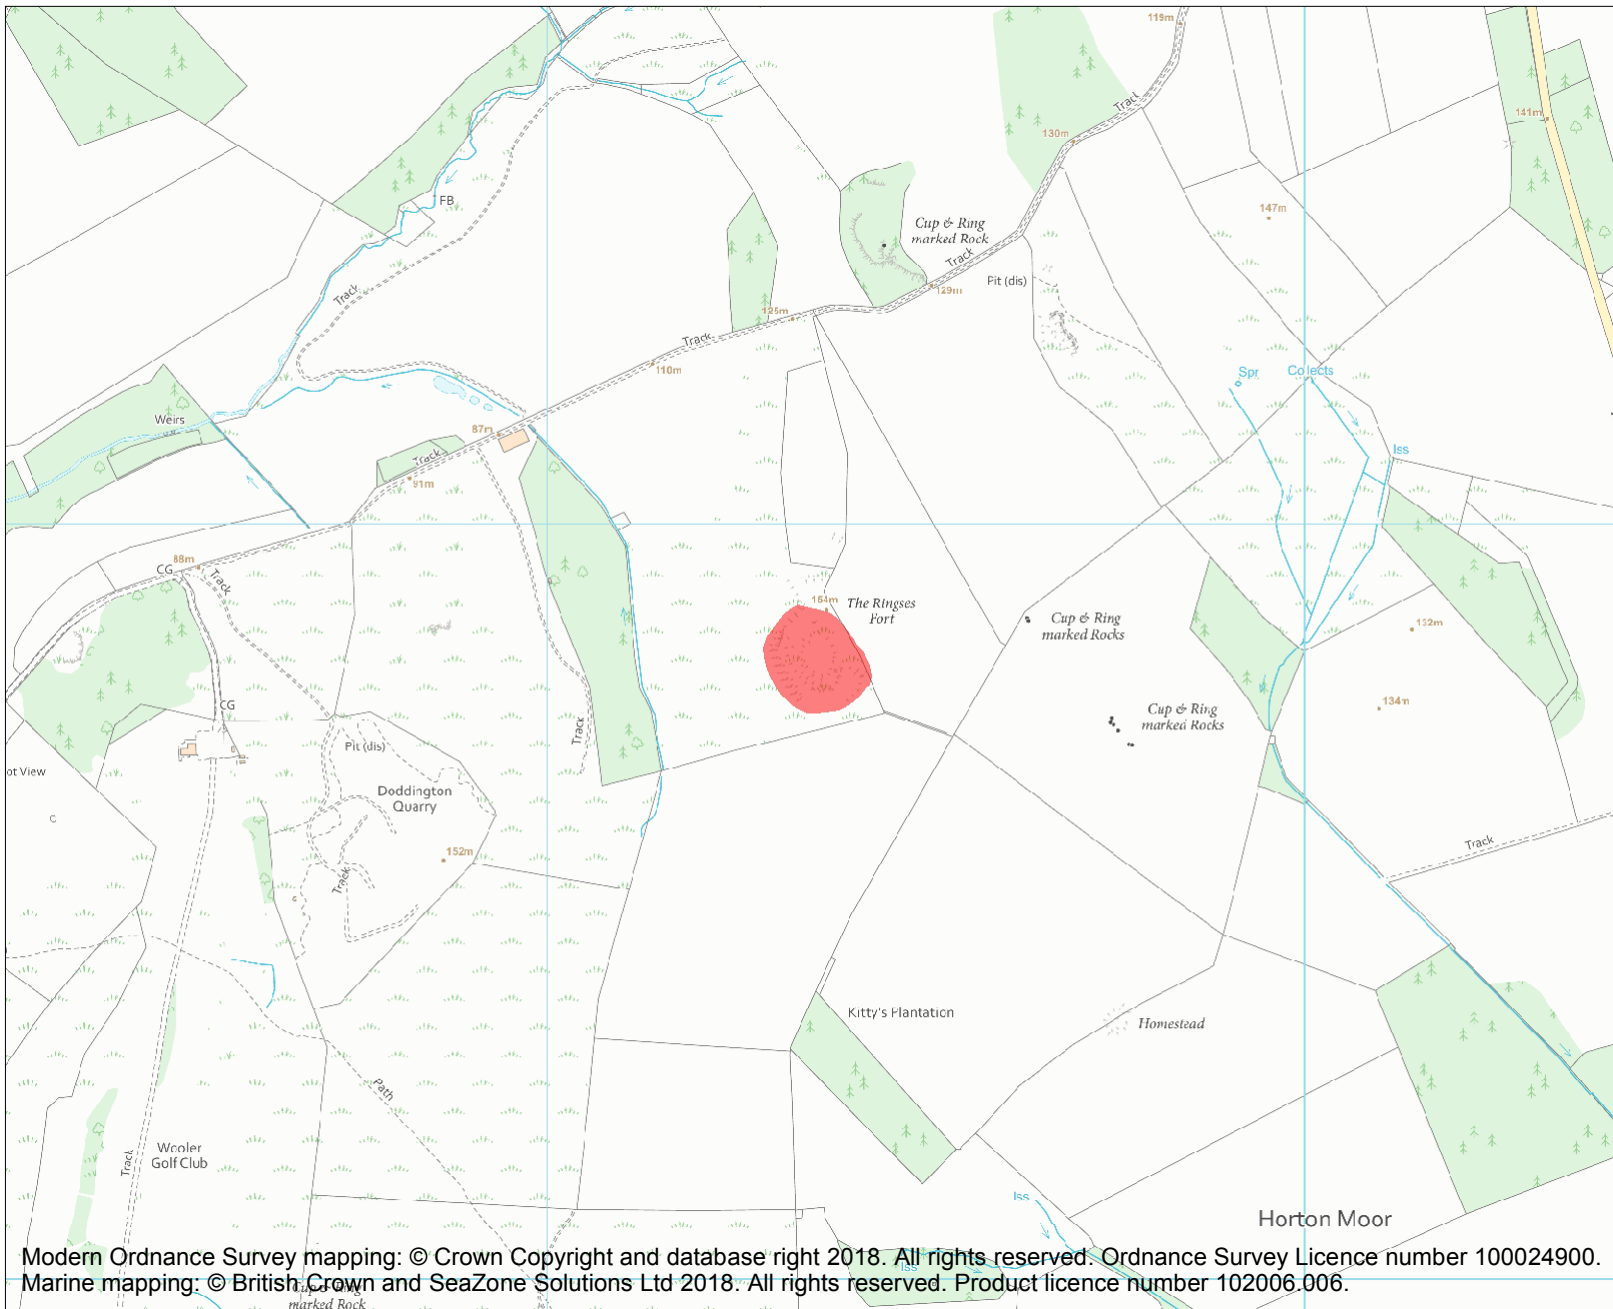 119m
Track
141m
130m
FB
147m
Cup & Ring
marked Rock
Track
Pit (dis)
129m
Track
125m
Track
110m
Spr
Collects
Weirs
87m
Track
91m
Iss
88m
CG
Track
154m
The Ringses
Fort
Cup & Ring
marked Rocks
132m
CG
134m
Cup & Ring
marked Rocks
Track
Pit (dis)
ot View
Doddington
Quarry
C
152m
Track
Track
Kitty's Plantation
Homestead
Path
Wooler
Golf Club
Track
Iss
Horton Moor
Modern Ordnance Survey mapping: © Crown Copyright and database right 2018. All rights reserved. Ordnance Survey Licence number 100024900.
Iss
Marine mapping: © British Crown and SeaZone Solutions Ltd 2018. All rights reserved. Product licence number 102006.006.
Cup & Ring
marked Rock